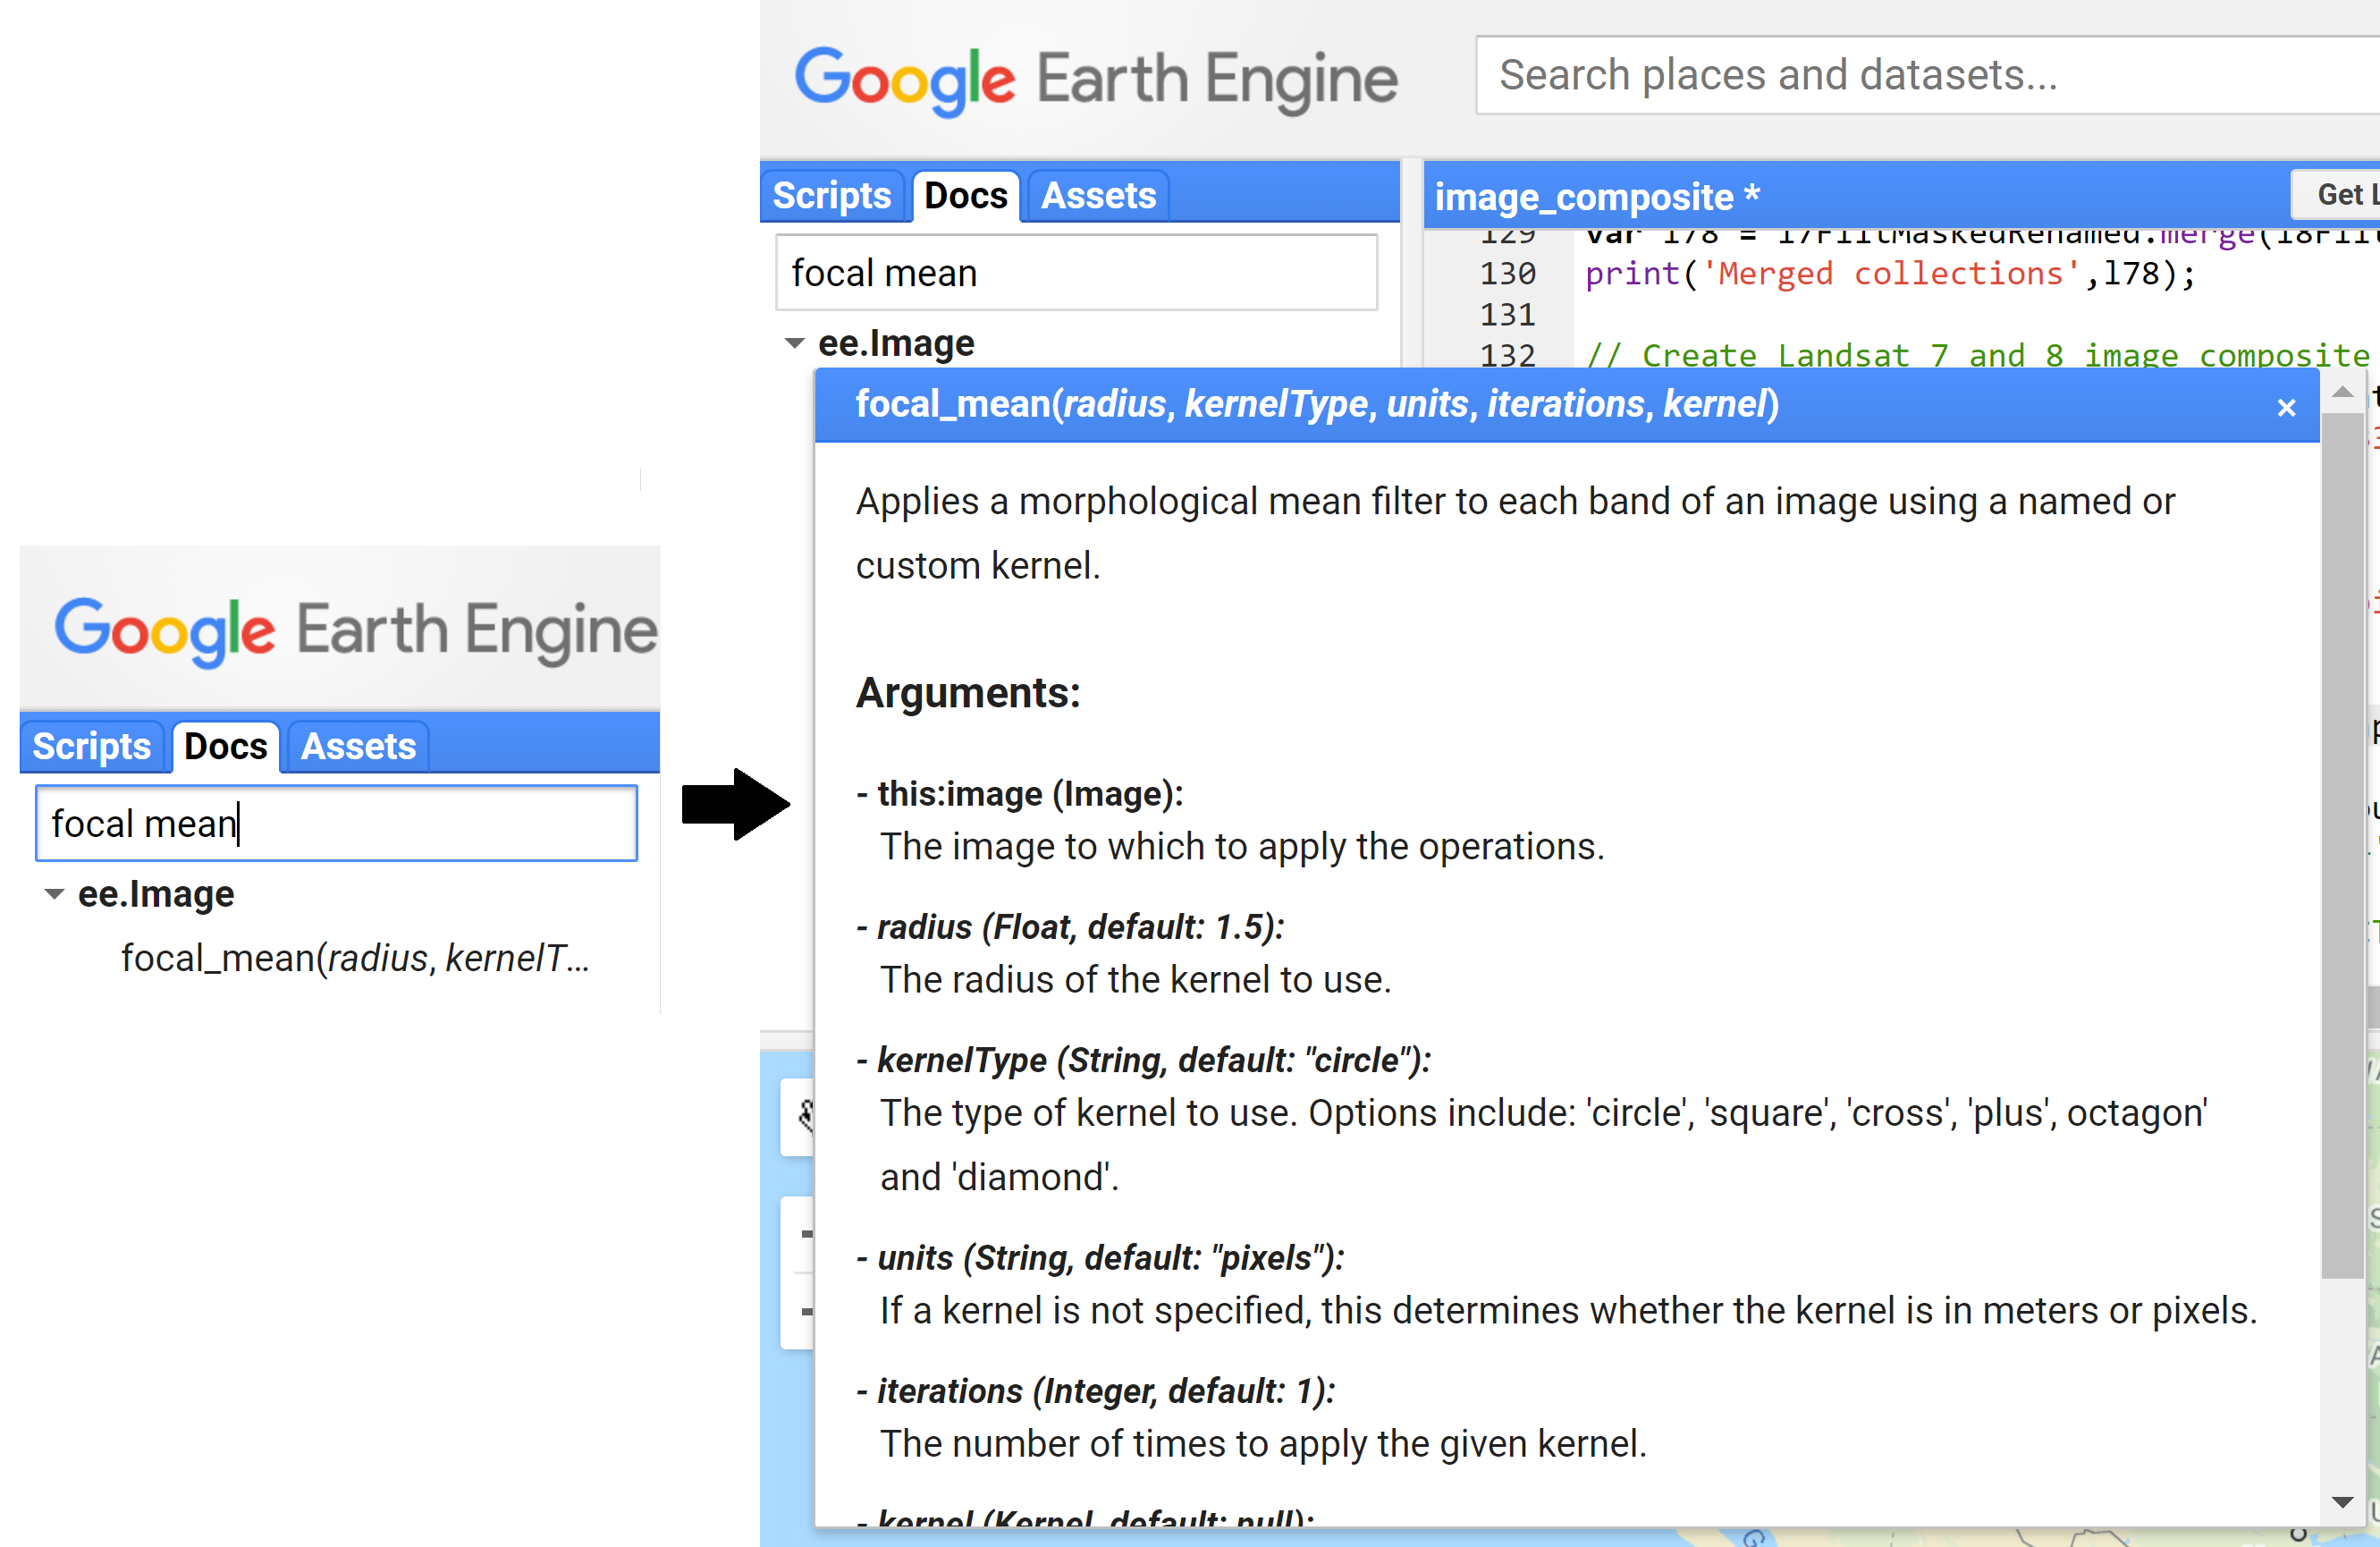 Google Earth Engine
Scripts Docs Assets
focal mean
ee.Image
focal_mean(radius, kernelT...
Google Earth Engine
Search places and datasets...
Scripts Docs Assets
focal mean
ee.Image
image_composite *
Get L
129 var l78 = l7FiltMaskedRenamed.merge(l8Filt
130 print('Merged collections',l78);
131
132 // Create Landsat 7 and 8 image composite
focal_mean(radius, kernelType, units, iterations, kernel)
×
Applies a morphological mean filter to each band of an image using a named or
custom kernel.
Arguments:
- this:image (Image):
The image to which to apply the operations.
- radius (Float, default: 1.5):
The radius of the kernel to use.
- kernelType (String, default: "circle"):
The type of kernel to use. Options include: 'circle', 'square', 'cross', 'plus', octagon'
and 'diamond'.
- units (String, default: "pixels"):
If a kernel is not specified, this determines whether the kernel is in meters or pixels.
- iterations (Integer, default: 1):
The number of times to apply the given kernel.
- kernel (Kernel, default: null):